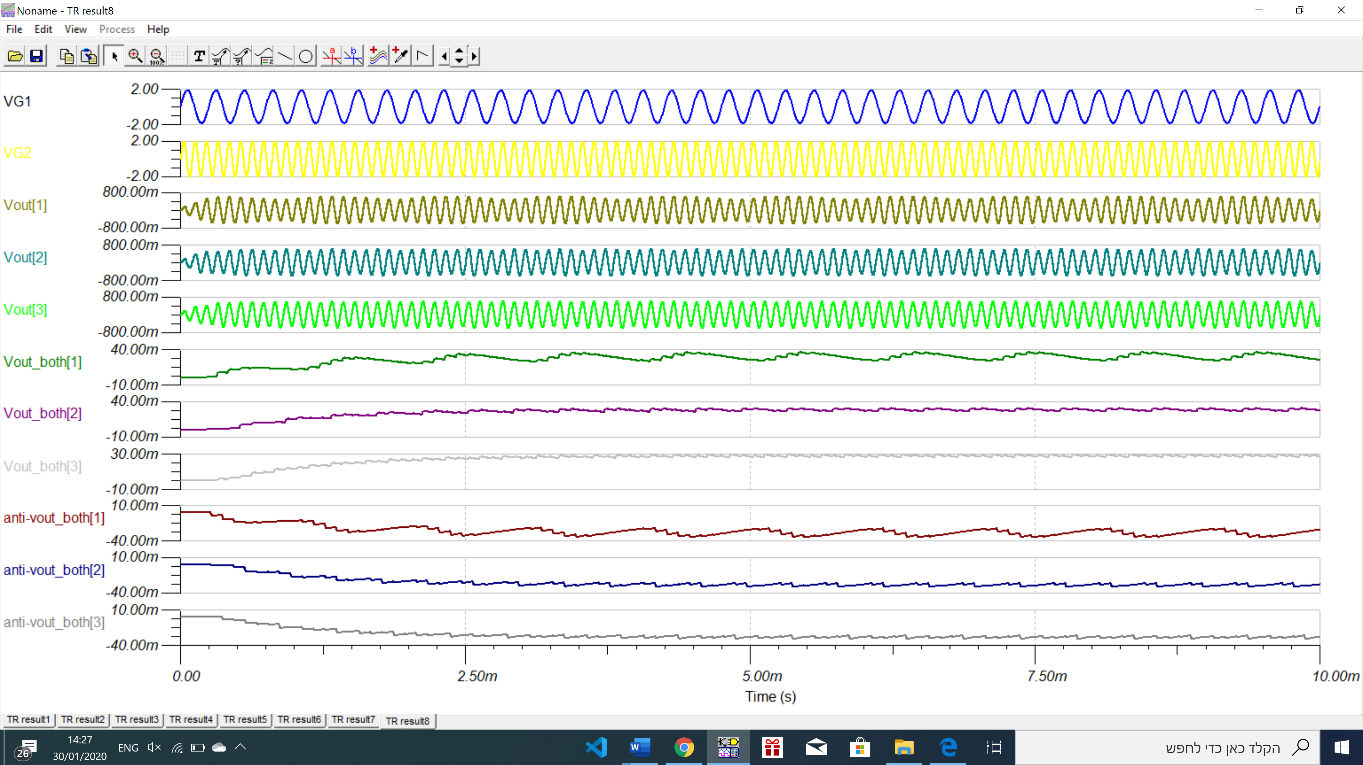 Noname - TR result8
File Edit View Process Help
T
100%
a
b
VG1
2.00
-2.00
VG2
2.00
-2.00
Vout[1]
800.00m
-800.00m
Vout[2]
800.00m
-800.00m
Vout[3]
800.00m
-800.00m
Vout_both[1]
40.00m
-10.00m
Vout_both[2]
40.00m
-10.00m
Vout_both[3]
30.00m
-10.00m
anti-vout_both[1]
10.00m
-40.00m
anti-vout_both[2]
10.00m
-40.00m
anti-vout_both[3]
10.00m
-40.00m
0.00 2.50m 5.00m 7.50m 10.00m
Time (s)
TR result1 TR result2 TR result3 TR result4 TR result5 TR result6 TR result7 TR result8
26
14:27
30/01/2020
ENG
הקלד כאן כדי לחפש